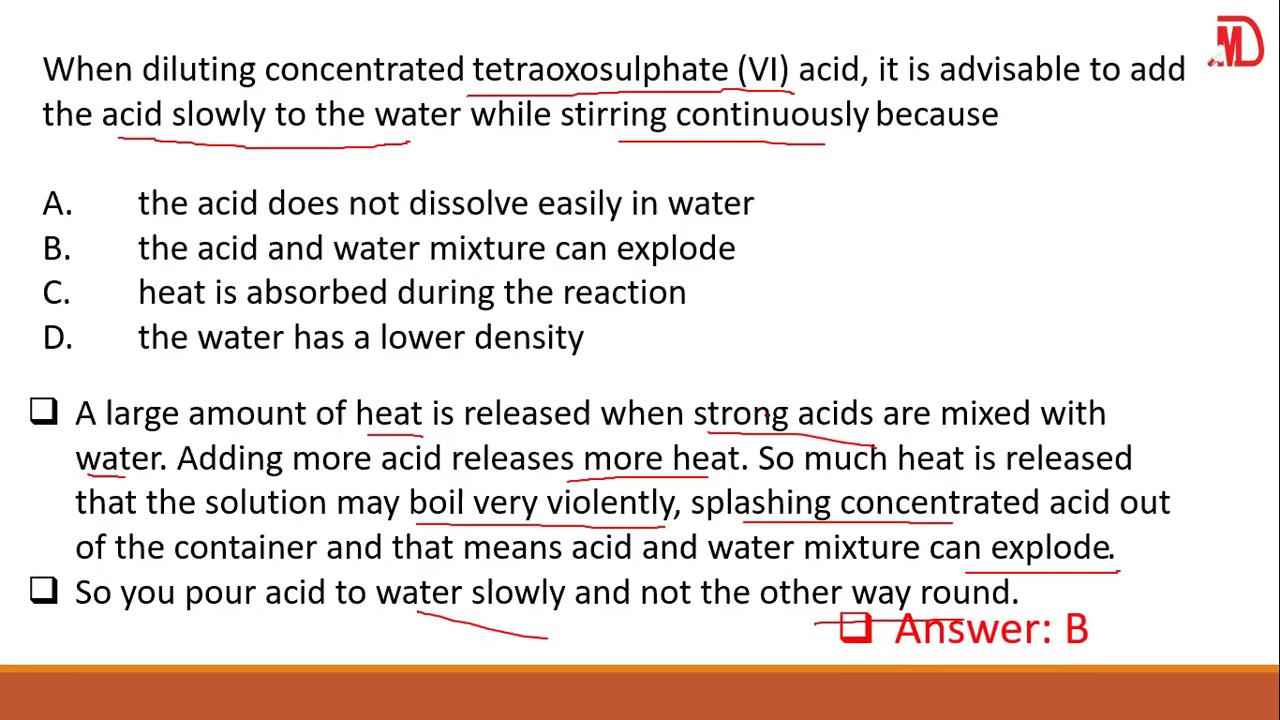 When diluting concentrated tetraoxosulphate (VI) acid, it is advisable to add
the acid slowly to the water while stirring continuously because
A. the acid does not dissolve easily in water
B. the acid and water mixture can explode
C. heat is absorbed during the reaction
D. the water has a lower density
❑ A large amount of heat is released when strong acids are mixed with
water. Adding more acid releases more heat. So much heat is released
that the solution may boil very violently, splashing concentrated acid out
of the container and that means acid and water mixture can explode.
❑ So you pour acid to water slowly and not the other way round.
❑ Answer: B